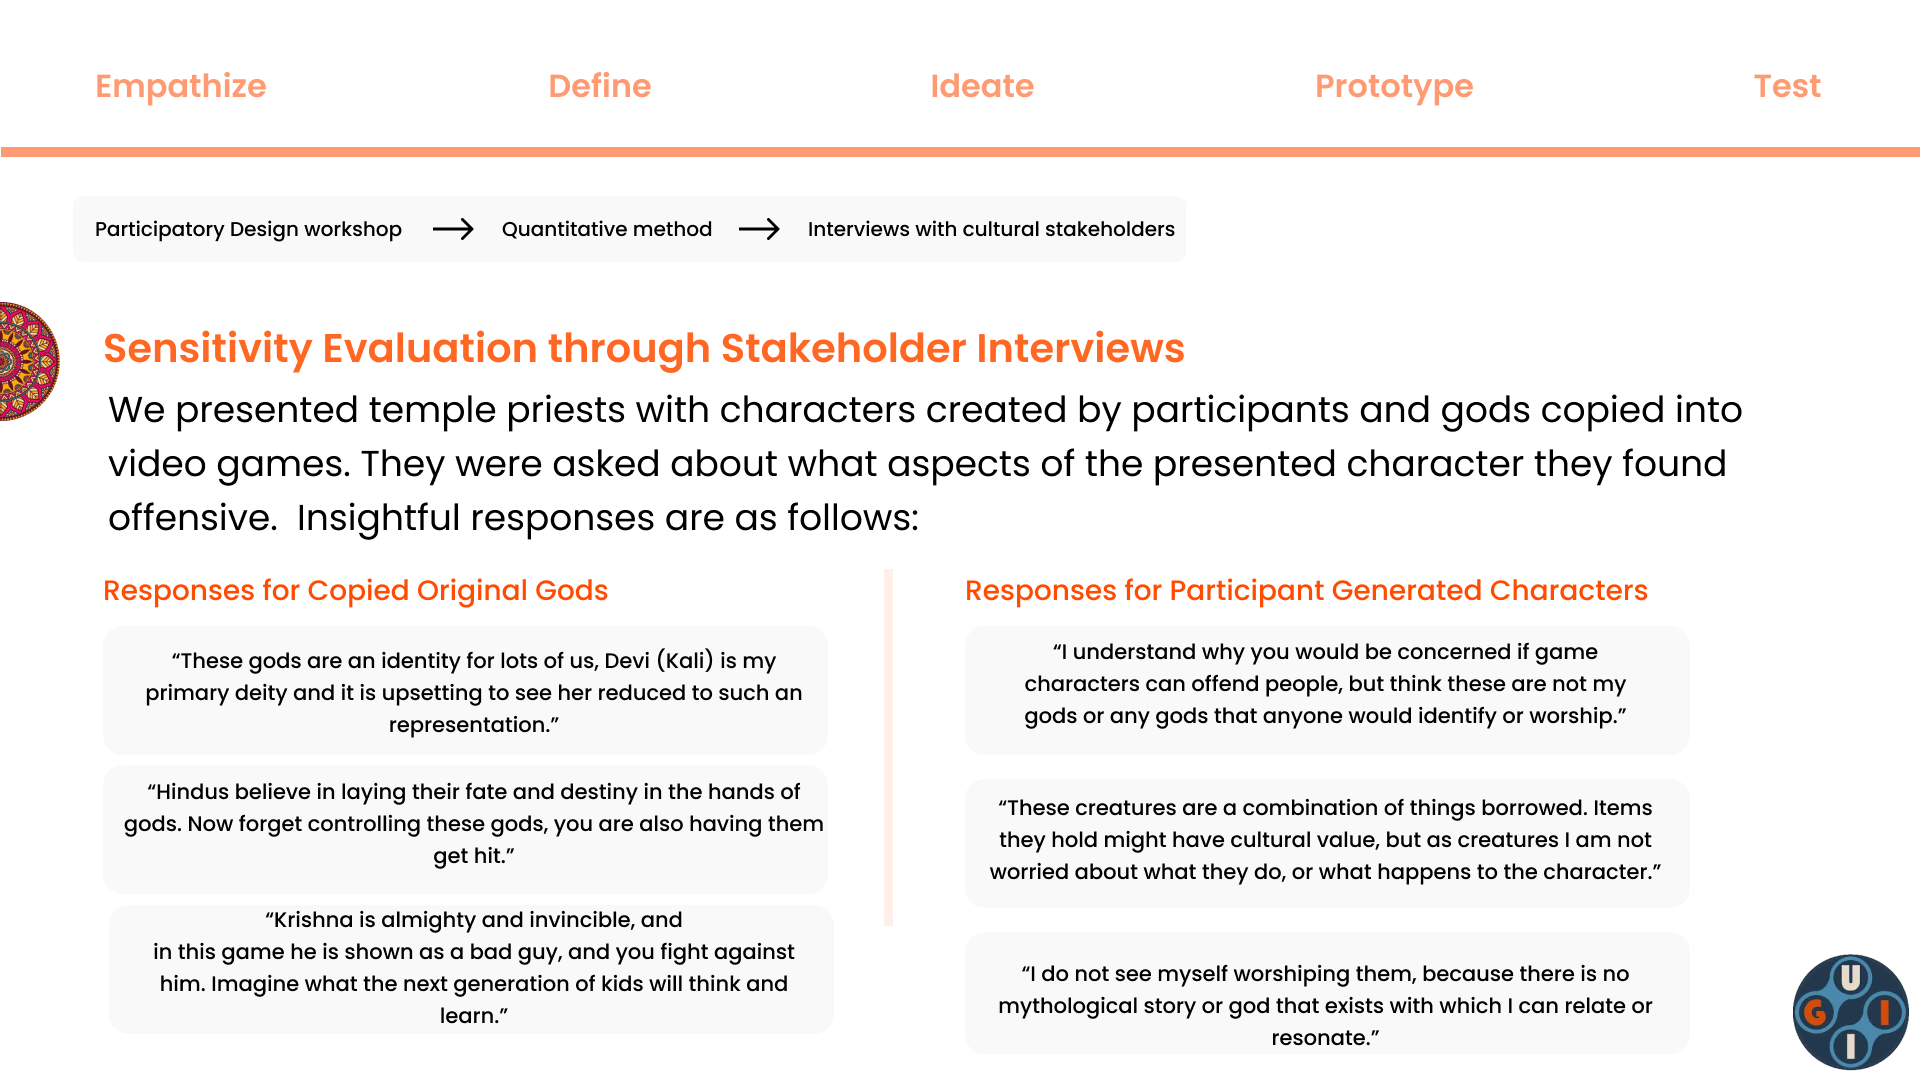 Empathize
Define
Ideate
Prototype
Test
Participatory Design workshop
Quantitative method
Interviews with cultural stakeholders
Sensitivity Evaluation through Stakeholder Interviews
We presented temple priests with characters created by participants and gods copied into
video games. They were asked about what aspects of the presented character they found
offensive.  Insightful responses are as follows:
Responses for Copied Original Gods
“These gods are an identity for lots of us, Devi (Kali) is my
primary deity and it is upsetting to see her reduced to such an
representation.”
“Hindus believe in laying their fate and destiny in the hands of
gods. Now forget controlling these gods, you are also having them
get hit.”
“Krishna is almighty and invincible, and
in this game he is shown as a bad guy, and you fight against
him. Imagine what the next generation of kids will think and
learn.”
Responses for Participant Generated Characters
“I understand why you would be concerned if game
characters can offend people, but think these are not my
gods or any gods that anyone would identify or worship.”
“These creatures are a combination of things borrowed. Items
they hold might have cultural value, but as creatures I am not
worried about what they do, or what happens to the character.”
“I do not see myself worshiping them, because there is no
mythological story or god that exists with which I can relate or
resonate.”
U
G I
I